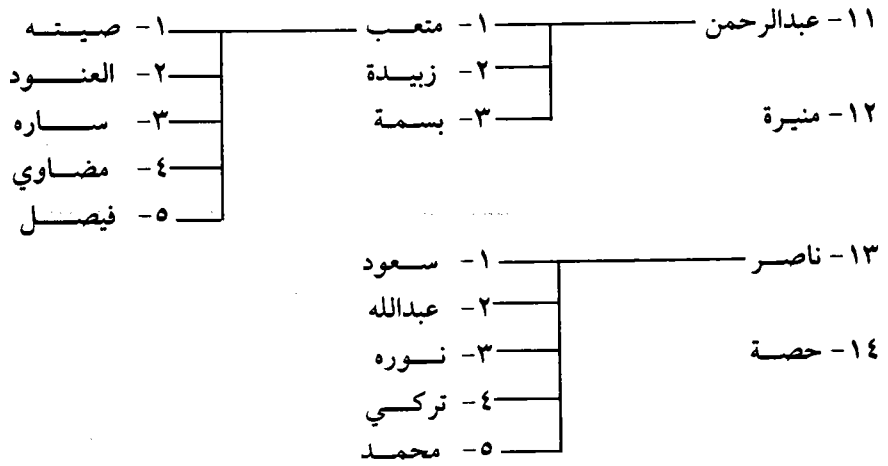 ١١- عبدالرحمن ١- متعب ١- صيته
٢- زبيدة ٢- العنود
١٢- منيرة ٣- بسمة ٣- ساره
٤- مضاوي
٥- فيصل
١٣- ناصر ١- سعود
٢- عبدالله
١٤- حصة ٣- نوره
٤- تركي
٥- محمد